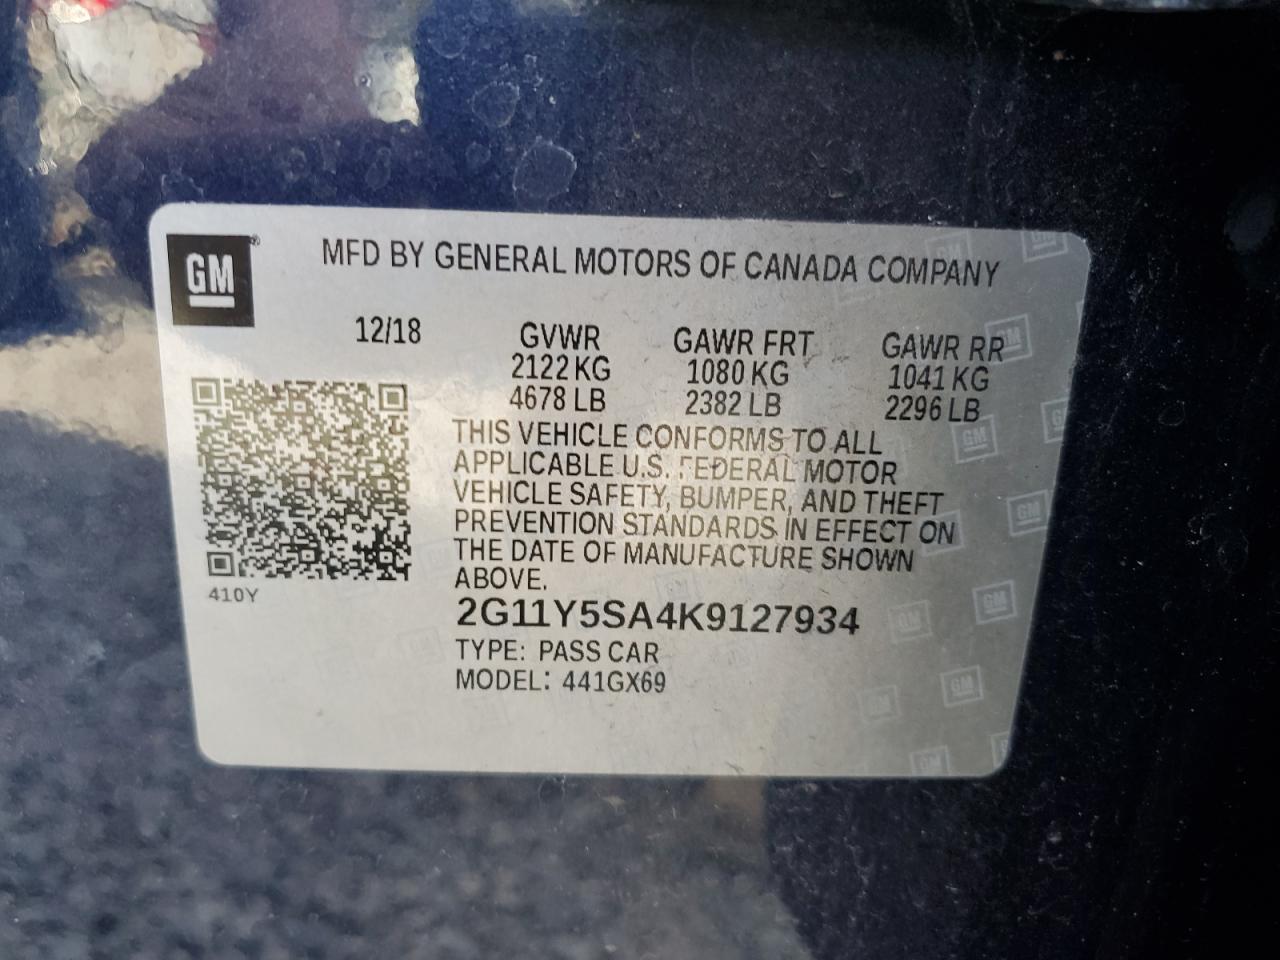 GM
MFD BY GENERAL MOTORS OF CANADA COMPANY
12/18
GVWR
2122 KG
4678 LB
GAWR FRT
1080 KG
2382 LB
GAWR RR
1041 KG
2296 LB
THIS VEHICLE CONFORMS TO ALL
APPLICABLE U.S. FEDERAL MOTOR
VEHICLE SAFETY, BUMPER, AND THEFT
PREVENTION STANDARDS IN EFFECT ON
THE DATE OF MANUFACTURE SHOWN
ABOVE.
410Y
2G11Y5SA4K9127934
TYPE: PASS CAR
MODEL: 441GX69